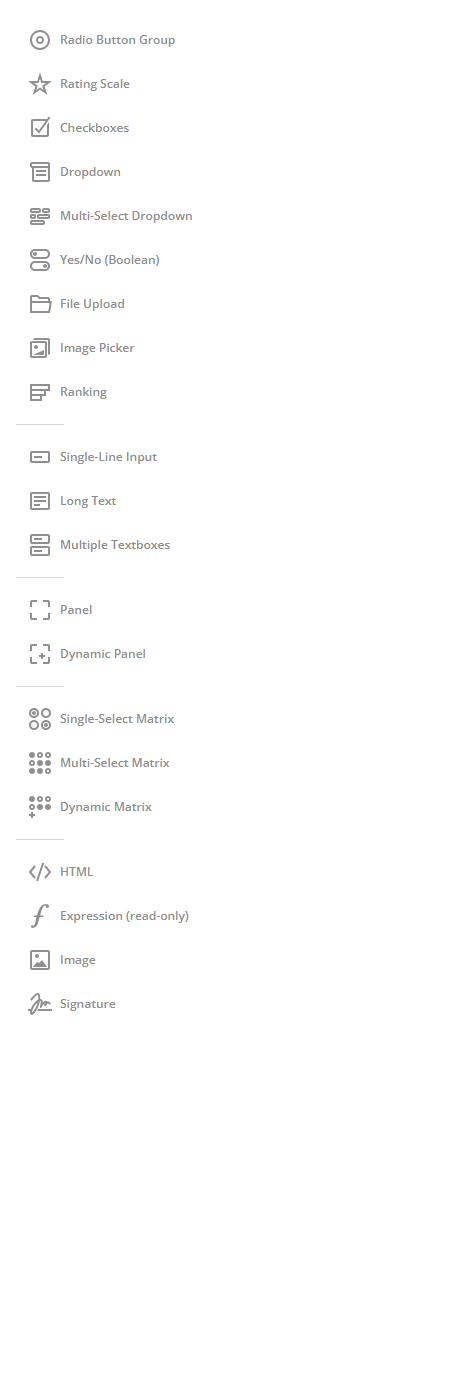 Radio Button Group
Rating Scale
Checkboxes
Dropdown
Multi-Select Dropdown
Yes/No (Boolean)
File Upload
Image Picker
Ranking
Single-Line Input
Long Text
Multiple Textboxes
Panel
Dynamic Panel
Single-Select Matrix
Multi-Select Matrix
Dynamic Matrix
HTML
Expression (read-only)
Image
Signature